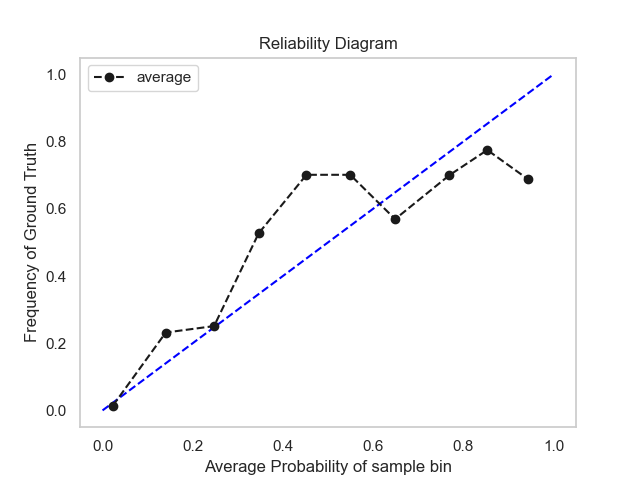 Reliability Diagram
average
1.0
0.8
0.6
0.4
0.2
0.0
Frequency of Ground Truth
0.0 0.2 0.4 0.6 0.8 1.0
Average Probability of sample bin